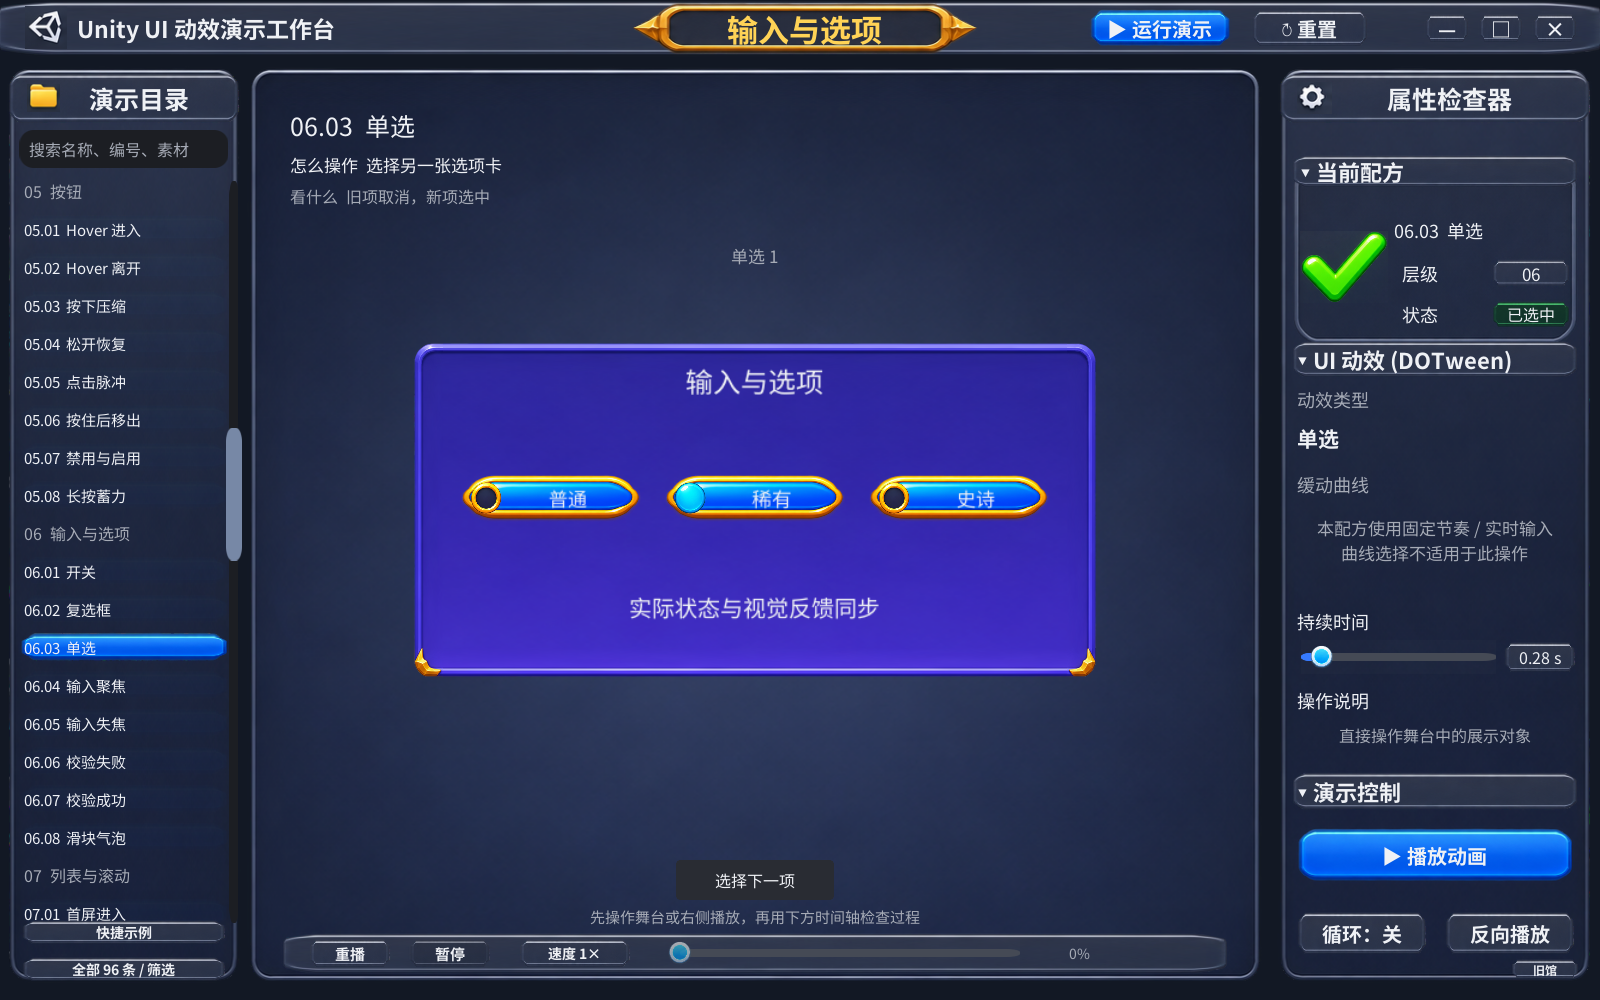 Unity UI 动效演示工作台
输入与选项
▶ 运行演示
重置
演示目录
搜索名称、编号、素材
05 按钮
05.01 Hover 进入
05.02 Hover 离开
05.03 按下压缩
05.04 松开恢复
05.05 点击脉冲
05.06 按住后移出
05.07 禁用与启用
05.08 长按蓄力
06 输入与选项
06.01 开关
06.02 复选框
06.03 单选
06.04 输入聚焦
06.05 输入失焦
06.06 校验失败
06.07 校验成功
06.08 滑块气泡
07 列表与滚动
07.01 首屏进入
快捷示例
全部 96 条 / 筛选
06.03 单选
怎么操作 选择另一张选项卡
看什么 旧项取消，新项选中
单选 1
输入与选项
普通
稀有
史诗
实际状态与视觉反馈同步
选择下一项
先操作舞台或右侧播放，再用下方时间轴检查过程
重播
暂停
速度 1×
0%
属性检查器
▾ 当前配方
06.03 单选
层级 06
状态 已选中
▾ UI 动效 (DOTween)
动效类型
单选
缓动曲线
本配方使用固定节奏 / 实时输入
曲线选择不适用于此操作
持续时间
0.28 s
操作说明
直接操作舞台中的展示对象
▾ 演示控制
▶ 播放动画
循环：关
反向播放
旧馆